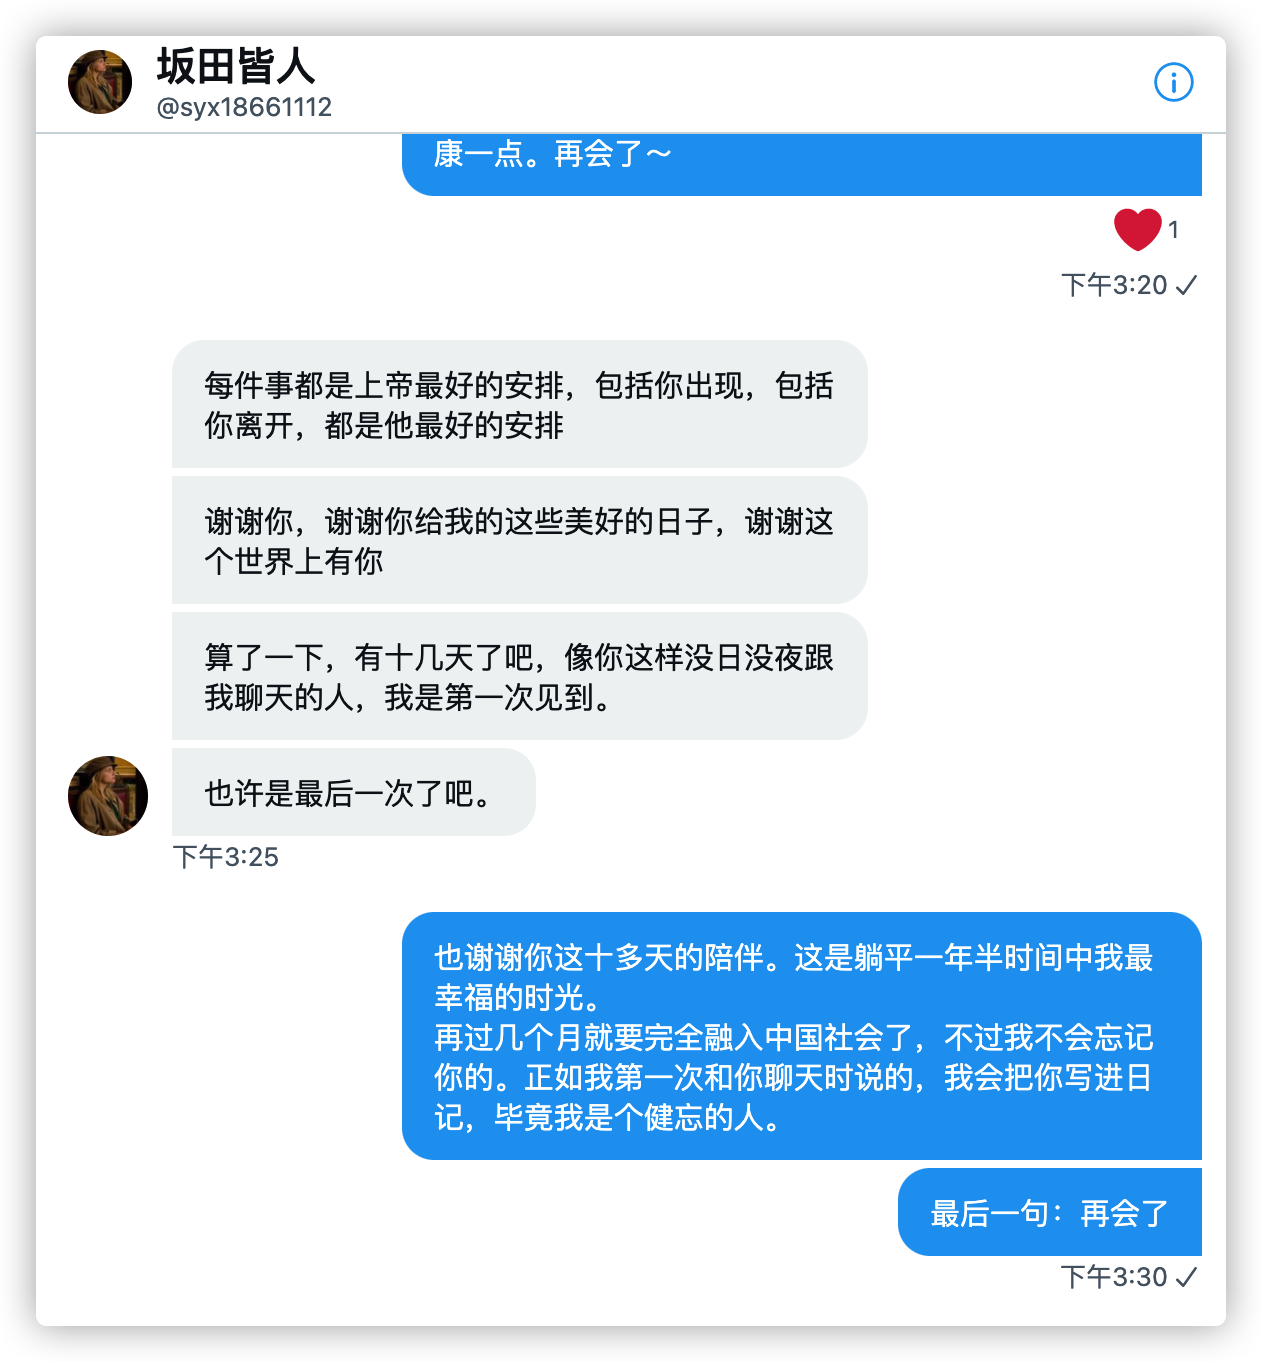 坂田皆人
@syx18661112
康一点。再会了～
1
下午3:20
每件事都是上帝最好的安排，包括你出现，包括
你离开，都是他最好的安排
谢谢你，谢谢你给我的这些美好的日子，谢谢这
个世界上有你
算了一下，有十几天了吧，像你这样没日没夜跟
我聊天的人，我是第一次见到。
也许是最后一次了吧。
下午3:25
也谢谢你这十多天的陪伴。这是躺平一年半时间中我最
幸福的时光。
再过几个月就要完全融入中国社会了，不过我不会忘记
你的。正如我第一次和你聊天时说的，我会把你写进日
记，毕竟我是个健忘的人。
最后一句：再会了
下午3:30